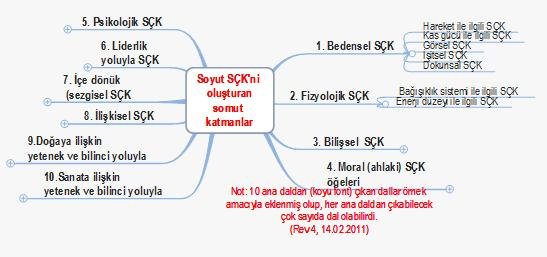 5. Psikolojik SÇK
6. Liderlik
yoluyla SÇK
7. İçe dönük
(sezgisel SÇK
8. İlişkisel SÇK
9.Doğaya ilişkin
yetenek ve bilinci yoluyla
10.Sanata ilişkin
yetenek ve bilinci yoluyla
Soyut SÇK'ni
oluşturan
somut
katmanlar
1. Bedensel SÇK
Hareket ile ilgili SÇK
Kas gücü ile ilgili SÇK
Görsel SÇK
İşitsel SÇK
Dokunsal SÇK
2. Fizyolojik SÇK
Bağışıklık sistemi ile ilgili SÇK
Enerji düzeyi ile ilgili SÇK
3. Bilişsel SÇK
4. Moral (ahlaki) SÇK
öğeleri
Not: 10 ana daldan (koyu font) çıkan dallar örnek
amacıyla eklenmiş olup, her ana daldan çıkabilecek
çok sayıda dal olabilirdi.
(Rev4, 14.02.2011)